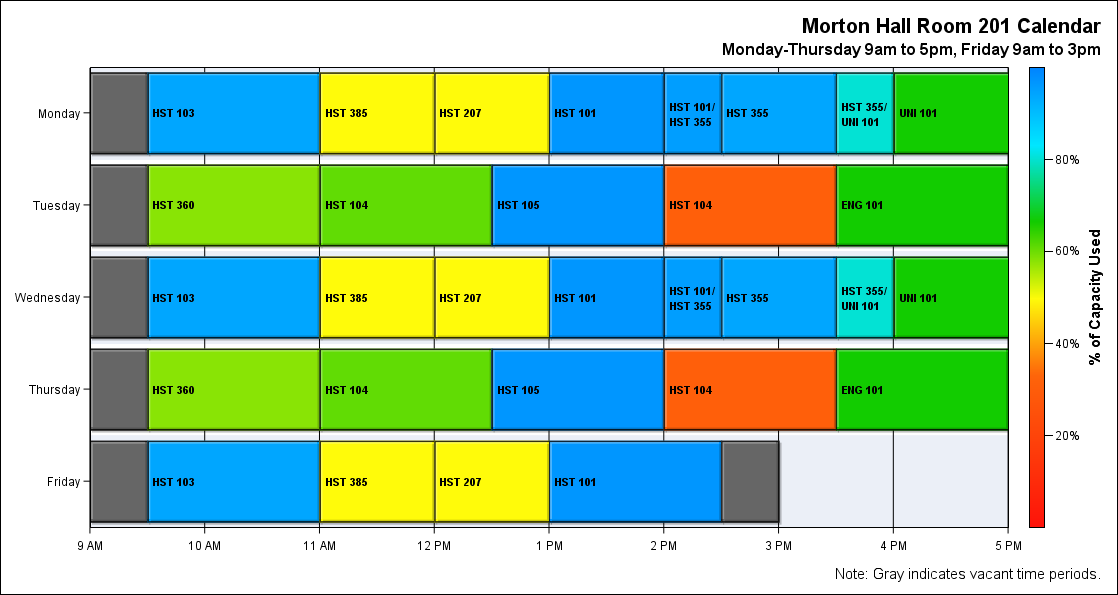 Morton Hall Room 201 Calendar
Monday-Thursday 9am to 5pm, Friday 9am to 3pm
Monday
HST 103
HST 385
HST 207
HST 101
HST 101/
HST 355
HST 355
HST 355/
UNI 101
UNI 101
Tuesday
HST 360
HST 104
HST 105
HST 104
ENG 101
Wednesday
HST 103
HST 385
HST 207
HST 101
HST 101/
HST 355
HST 355
HST 355/
UNI 101
UNI 101
Thursday
HST 360
HST 104
HST 105
HST 104
ENG 101
Friday
HST 103
HST 385
HST 207
HST 101
9 AM
10 AM
11 AM
12 PM
1 PM
2 PM
3 PM
4 PM
5 PM
80%
60%
40%
20%
% of Capacity Used
Note: Gray indicates vacant time periods.